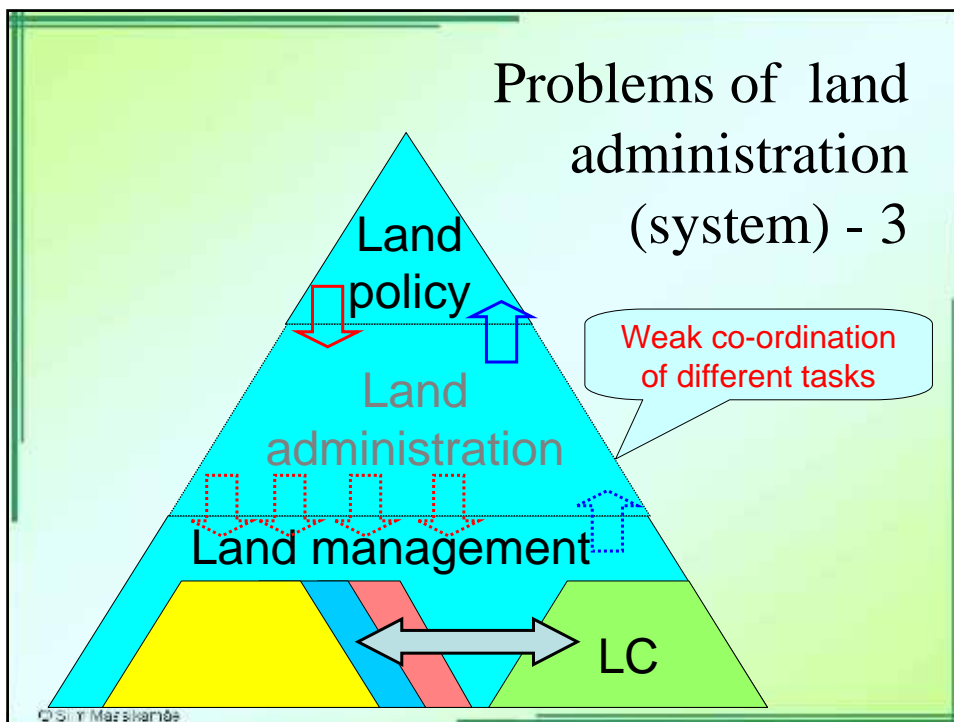 Problems of land
administration
(system) - 3
Land
policy
Weak co-ordination
of different tasks
Land
administration
Land management
LC